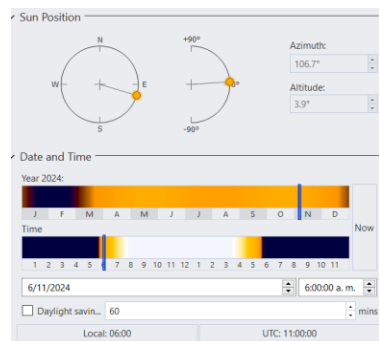 Sun Position
N
W
E
S
+90°
0°
-90°
Azimuth:
106.7°
Altitude:
3.9°
Date and Time
Year 2024:
J F M A M J J A S O N D
Time
1 2 3 4 5 6 7 8 9 10 11 12 1 2 3 4 5 6 7 8 9 10 11
Now
6/11/2024
6:00:00 a. m.
Daylight savin... 60 mins
Local: 06:00
UTC: 11:00:00